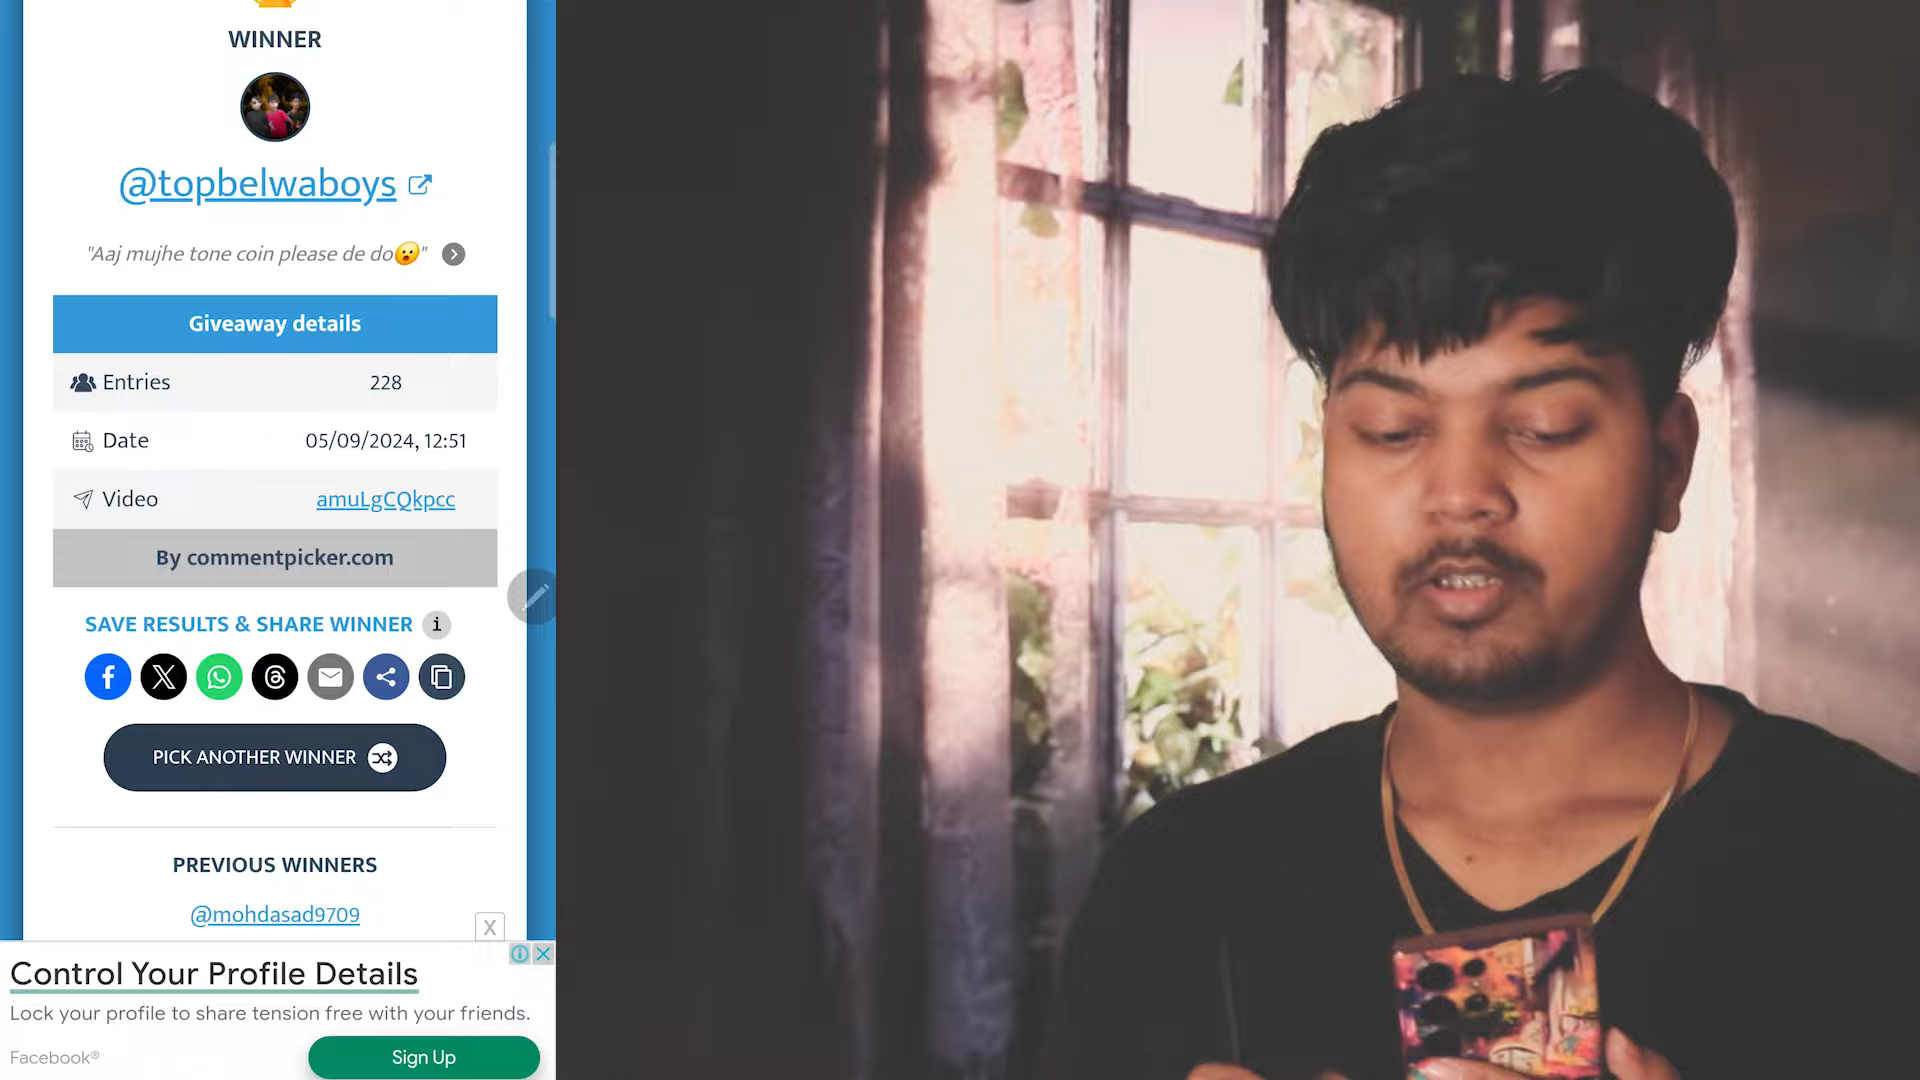 WINNER
@topbelwaboys
"Aaj mujhe tone coin please de do😮"
Giveaway details
Entries 228
Date 05/09/2024, 12:51
Video amuLgCQkpcc
By commentpicker.com
SAVE RESULTS & SHARE WINNER i
PICK ANOTHER WINNER
PREVIOUS WINNERS
@mohdasad9709
X
Control Your Profile Details
Lock your profile to share tension free with your friends.
Facebook®
Sign Up